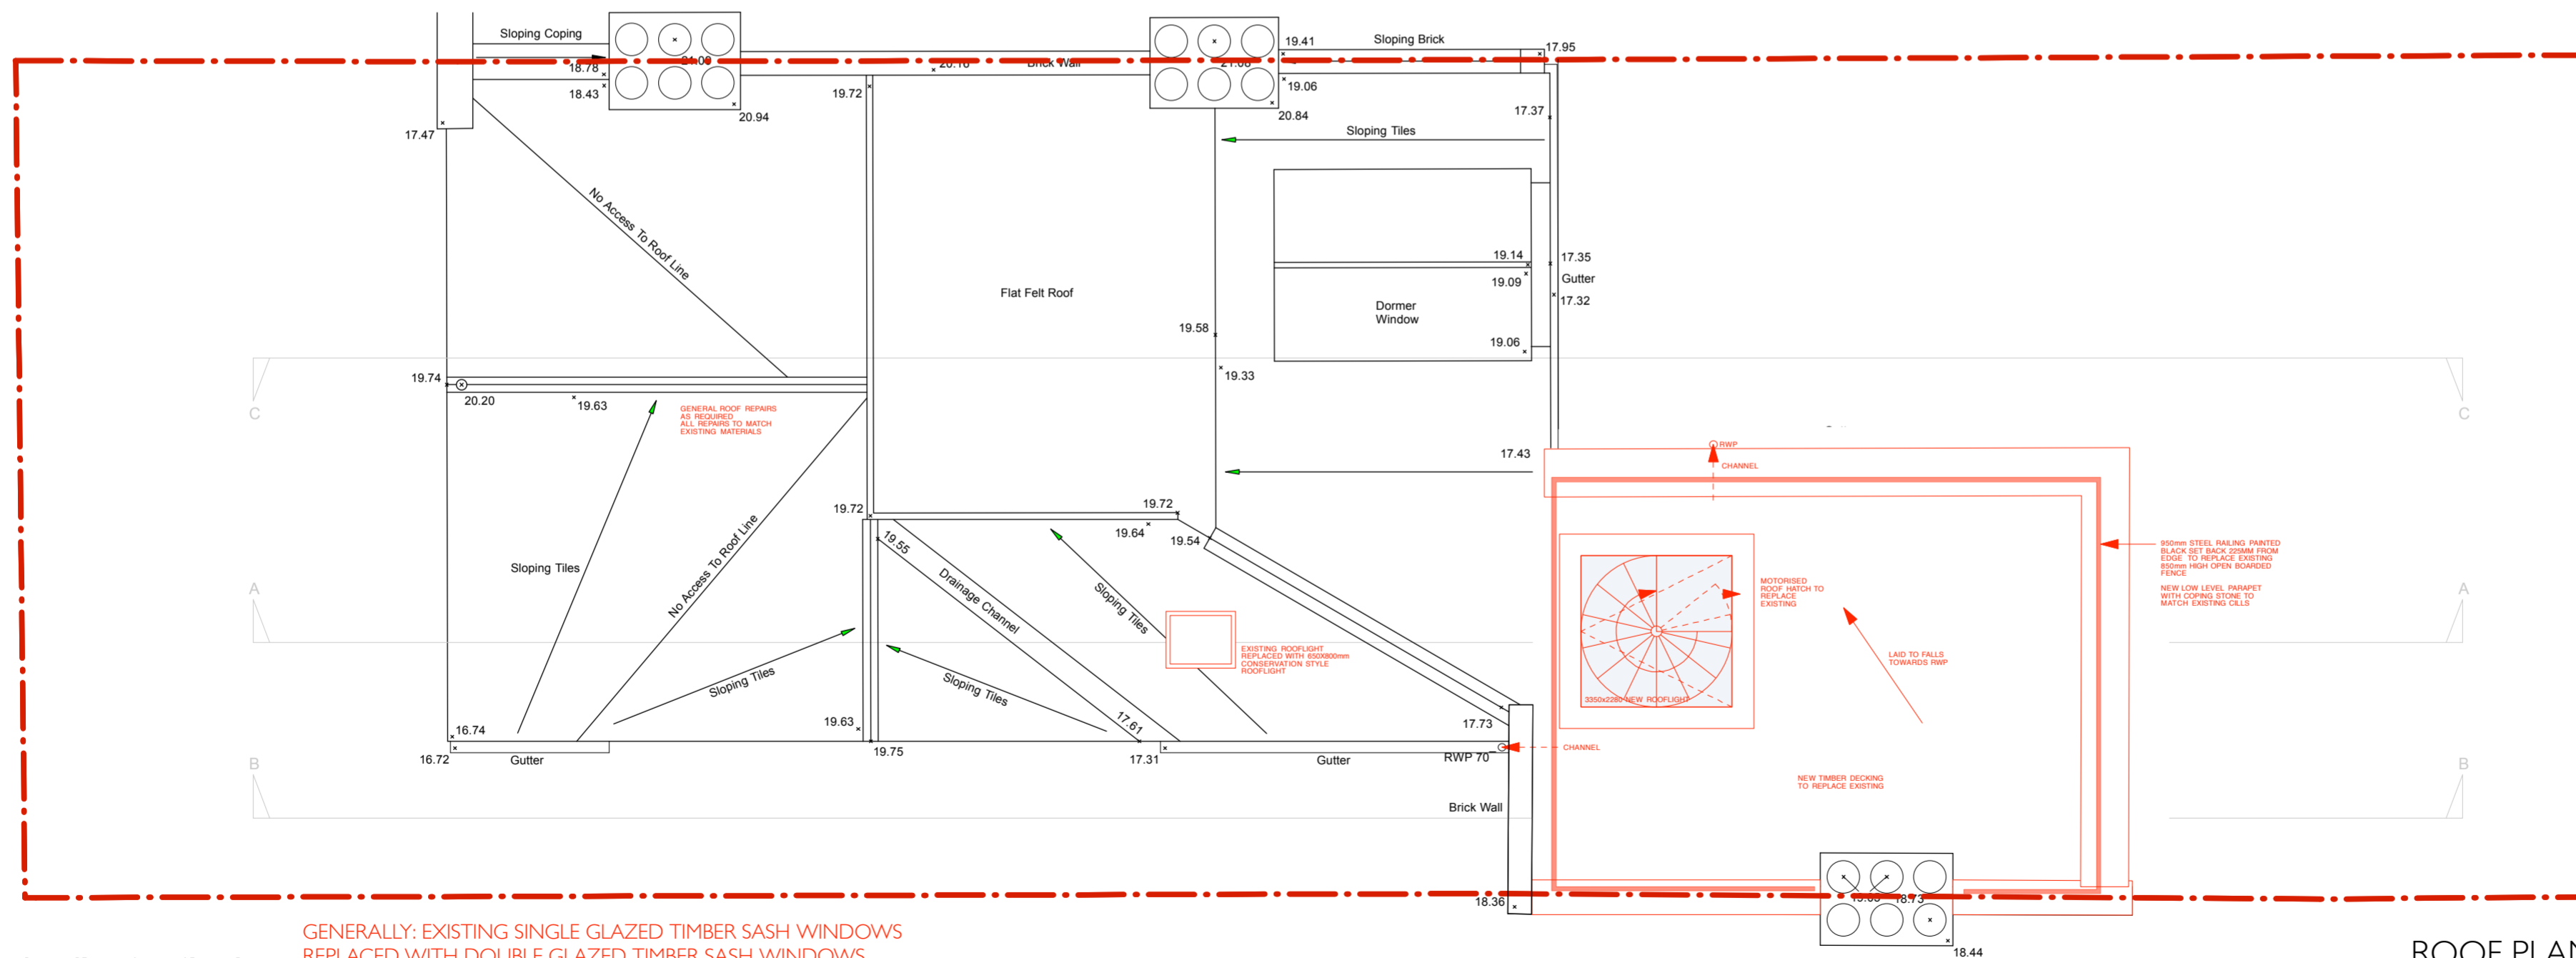 Sloping Coping
18.78
18.43
20.94
17.47
19.72
20.16
Brick Wall
19.41
Sloping Brick
17.95
19.06
20.84
17.37
Sloping Tiles
No Access To Roof Line
Flat Felt Roof
19.14
17.35
19.09
Gutter
17.32
Dormer
Window
19.58
19.06
19.33
19.74
20.20
19.63
GENERAL ROOF REPAIRS
AS REQUIRED
ALL REPAIRS TO MATCH
EXISTING MATERIALS
C
C
17.43
RWP
CHANNEL
19.72
19.72
19.64
19.54
19.55
Drainage Channel
Sloping Tiles
No Access To Roof Line
Sloping Tiles
Sloping Tiles
Sloping Tiles
A
A
950mm STEEL RAILING PAINTED
BLACK SET BACK 225MM FROM
EDGE TO REPLACE EXISTING
850mm HIGH OPEN BOARDED
FENCE
NEW LOW LEVEL PARAPET
WITH COPING STONE TO
MATCH EXISTING CILLS
MOTORISED
ROOF HATCH TO
REPLACE
EXISTING
EXISTING ROOFLIGHT
REPLACED WITH 650X800mm
CONSERVATION STYLE
ROOFLIGHT
LAID TO FALLS
TOWARDS RWP
3350x2280 NEW ROOFLIGHT
16.74
16.72
Gutter
19.63
19.75
17.61
17.31
Gutter
17.73
RWP 70
CHANNEL
B
B
NEW TIMBER DECKING
TO REPLACE EXISTING
Brick Wall
18.36
18.73
18.44
GENERALLY: EXISTING SINGLE GLAZED TIMBER SASH WINDOWS
REPLACED WITH DOUBLE GLAZED TIMBER SASH WINDOWS
ROOF PLAN